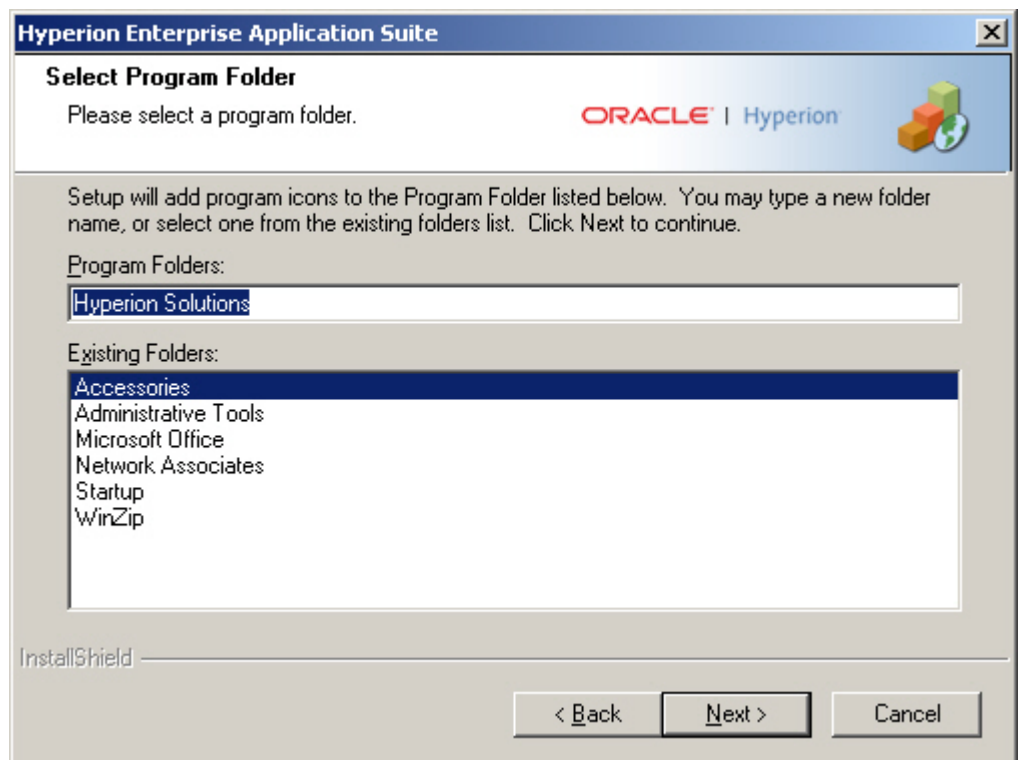 Hyperion Enterprise Application Suite
Select Program Folder
Please select a program folder.
ORACLE | Hyperion
Setup will add program icons to the Program Folder listed below. You may type a new folder
name, or select one from the existing folders list. Click Next to continue.
Program Folders:
Hyperion Solutions
Existing Folders:
Accessories
Administrative Tools
Microsoft Office
Network Associates
Startup
WinZip
InstallShield
< Back Next > Cancel